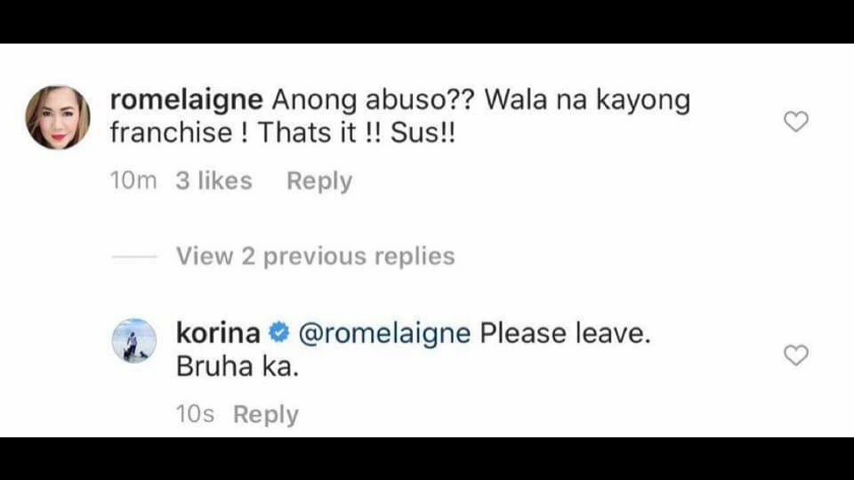 romelaigne Anong abuso?? Wala na kayong
franchise ! Thats it !! Sus!!
10m 3 likes Reply
View 2 previous replies
korina @romelaigne Please leave.
Bruha ka.
10s Reply